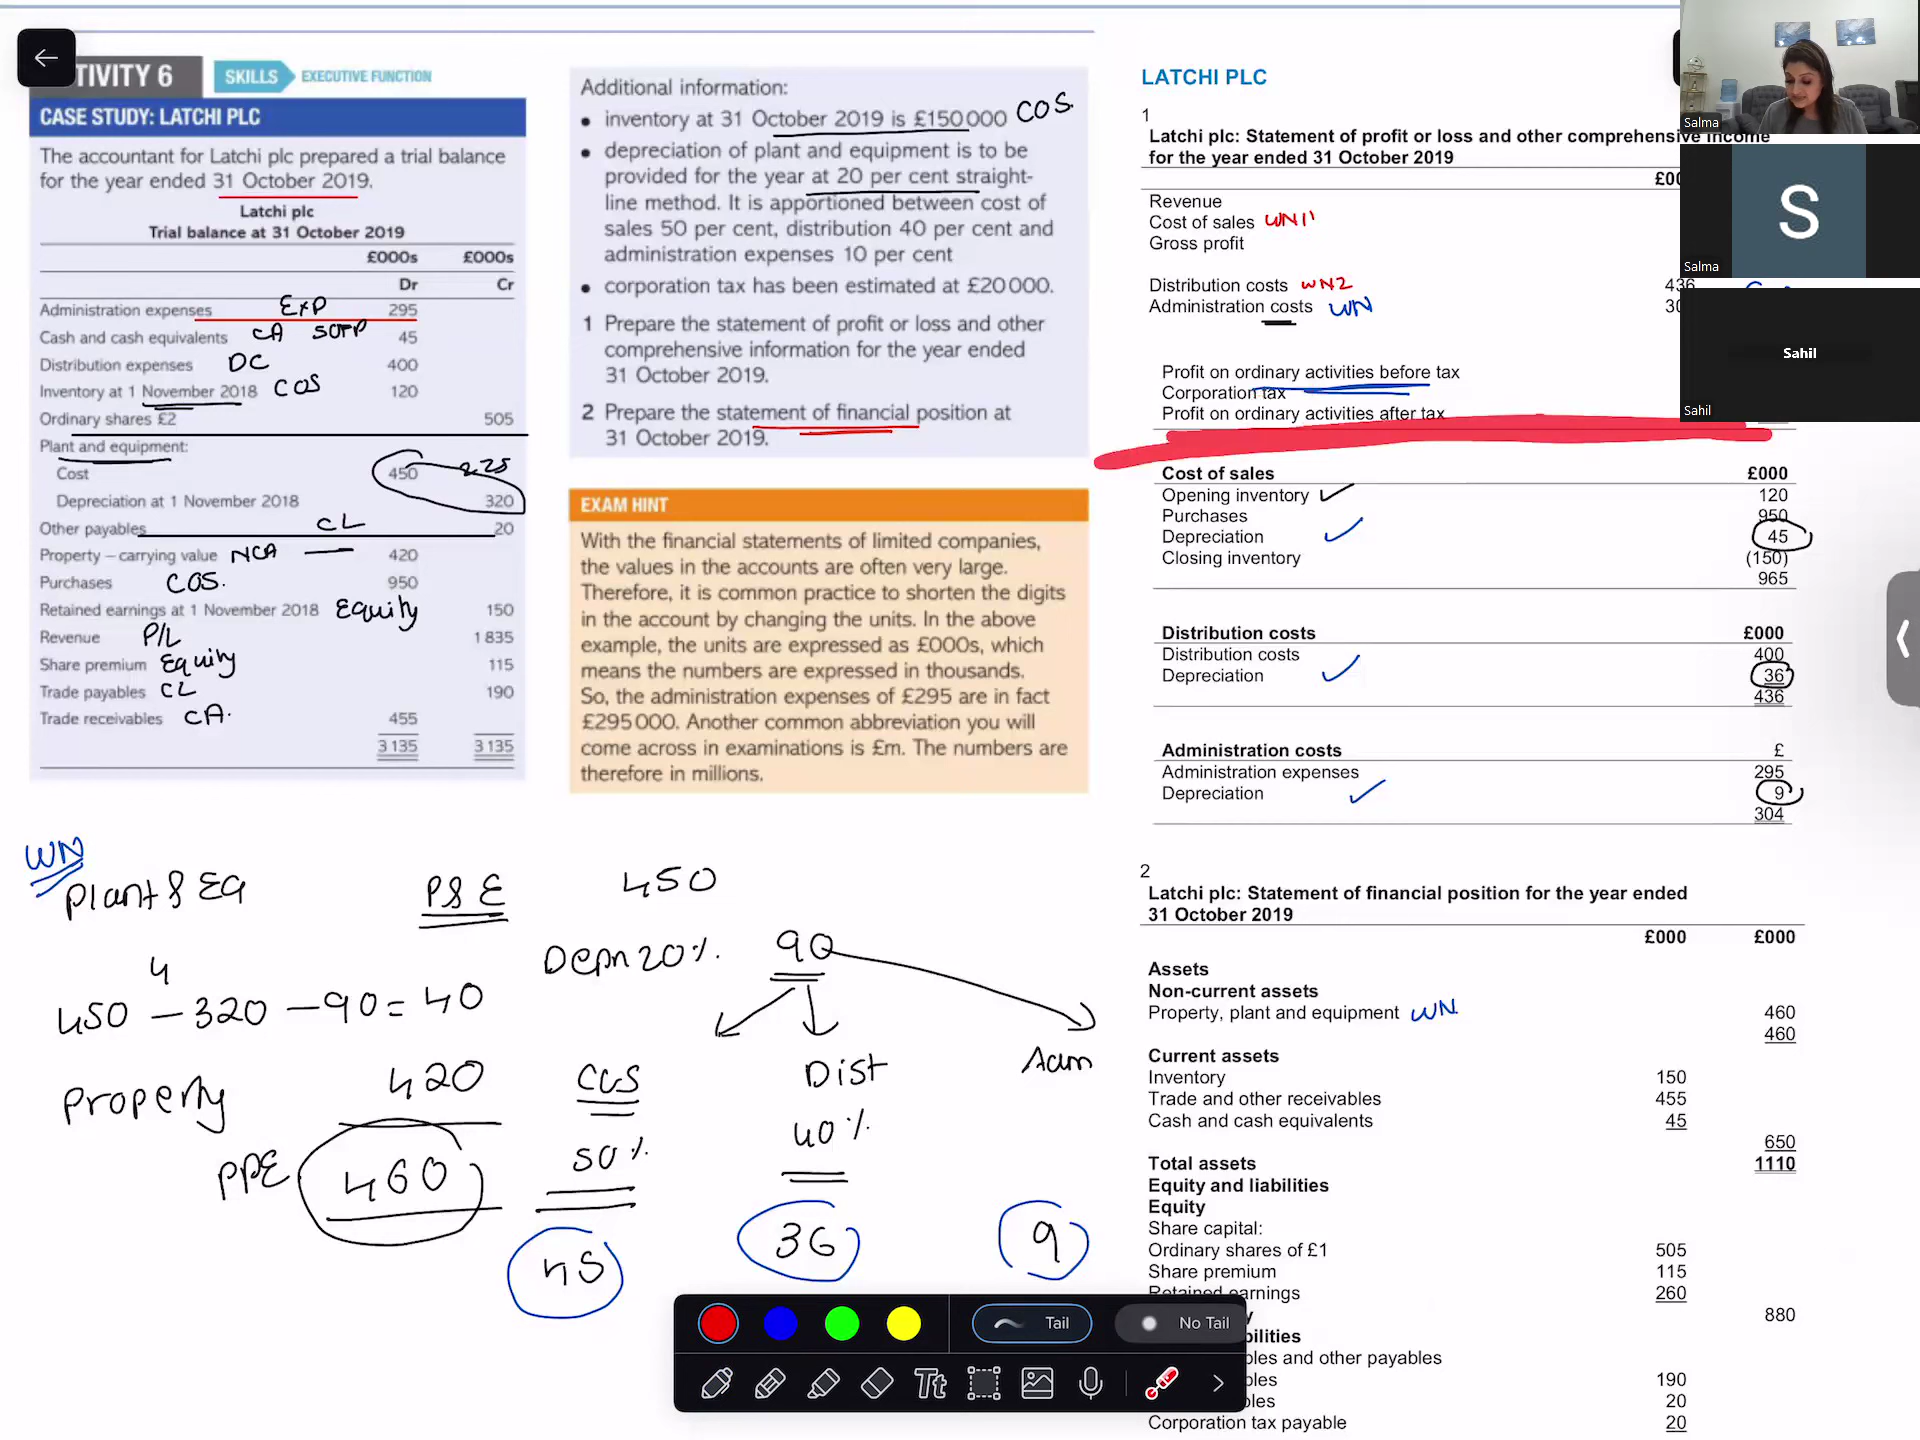 TIVITY 6 SKILLS EXECUTIVE FUNCTION
CASE STUDY: LATCHI PLC
The accountant for Latchi plc prepared a trial balance
for the year ended 31 October 2019.
Latchi plc
Trial balance at 31 October 2019
£000s £000s
Dr Cr
Administration expenses EXP 295
Cash and cash equivalents CA SOFP 45
Distribution expenses DC 400
Inventory at 1 November 2018 COS 120
Ordinary shares £2 505
Plant and equipment:
Cost 450 225
Depreciation at 1 November 2018 320
Other payables CL 20
Property – carrying value NCA 420
Purchases COS. 950
Retained earnings at 1 November 2018 Equity 150
Revenue P/L 1 835
Share premium Equity 115
Trade payables CL 190
Trade receivables CA. 455
3 135 3 135
Additional information:
• inventory at 31 October 2019 is £150 000 COS.
• depreciation of plant and equipment is to be
provided for the year at 20 per cent straight-
line method. It is apportioned between cost of
sales 50 per cent, distribution 40 per cent and
administration expenses 10 per cent
• corporation tax has been estimated at £20 000.
1 Prepare the statement of profit or loss and other
comprehensive information for the year ended
31 October 2019.
2 Prepare the statement of financial position at
31 October 2019.
EXAM HINT
With the financial statements of limited companies,
the values in the accounts are often very large.
Therefore, it is common practice to shorten the digits
in the account by changing the units. In the above
example, the units are expressed as £000s, which
means the numbers are expressed in thousands.
So, the administration expenses of £295 are in fact
£295 000. Another common abbreviation you will
come across in examinations is £m. The numbers are
therefore in millions.
WN
Plant & EQ
4
450 – 320 – 90 = 40
Property 420
PPE 460
P&E 450
Depn 20% 90
COS Dist Adm
50% 40%
45 36 9
LATCHI PLC
1
Latchi plc: Statement of profit or loss and other comprehensive income
for the year ended 31 October 2019
£00
Revenue
Cost of sales WN1
Gross profit
Distribution costs WN2 436
Administration costs WN 30
Profit on ordinary activities before tax
Corporation tax
Profit on ordinary activities after tax
Cost of sales £000
Opening inventory 120
Purchases 950
Depreciation 45
Closing inventory (150)
965
Distribution costs £000
Distribution costs 400
Depreciation 36
436
Administration costs £
Administration expenses 295
Depreciation 9
304
2
Latchi plc: Statement of financial position for the year ended
31 October 2019
£000 £000
Assets
Non-current assets
Property, plant and equipment WN 460
460
Current assets
Inventory 150
Trade and other receivables 455
Cash and cash equivalents 45
650
Total assets 1110
Equity and liabilities
Equity
Share capital:
Ordinary shares of £1 505
Share premium 115
Retained earnings 260
y 880
bilities
bles and other payables
bles 190
bles 20
Corporation tax payable 20
Salma
S
Salma
Sahil
Sahil
Tail No Tail
Tt